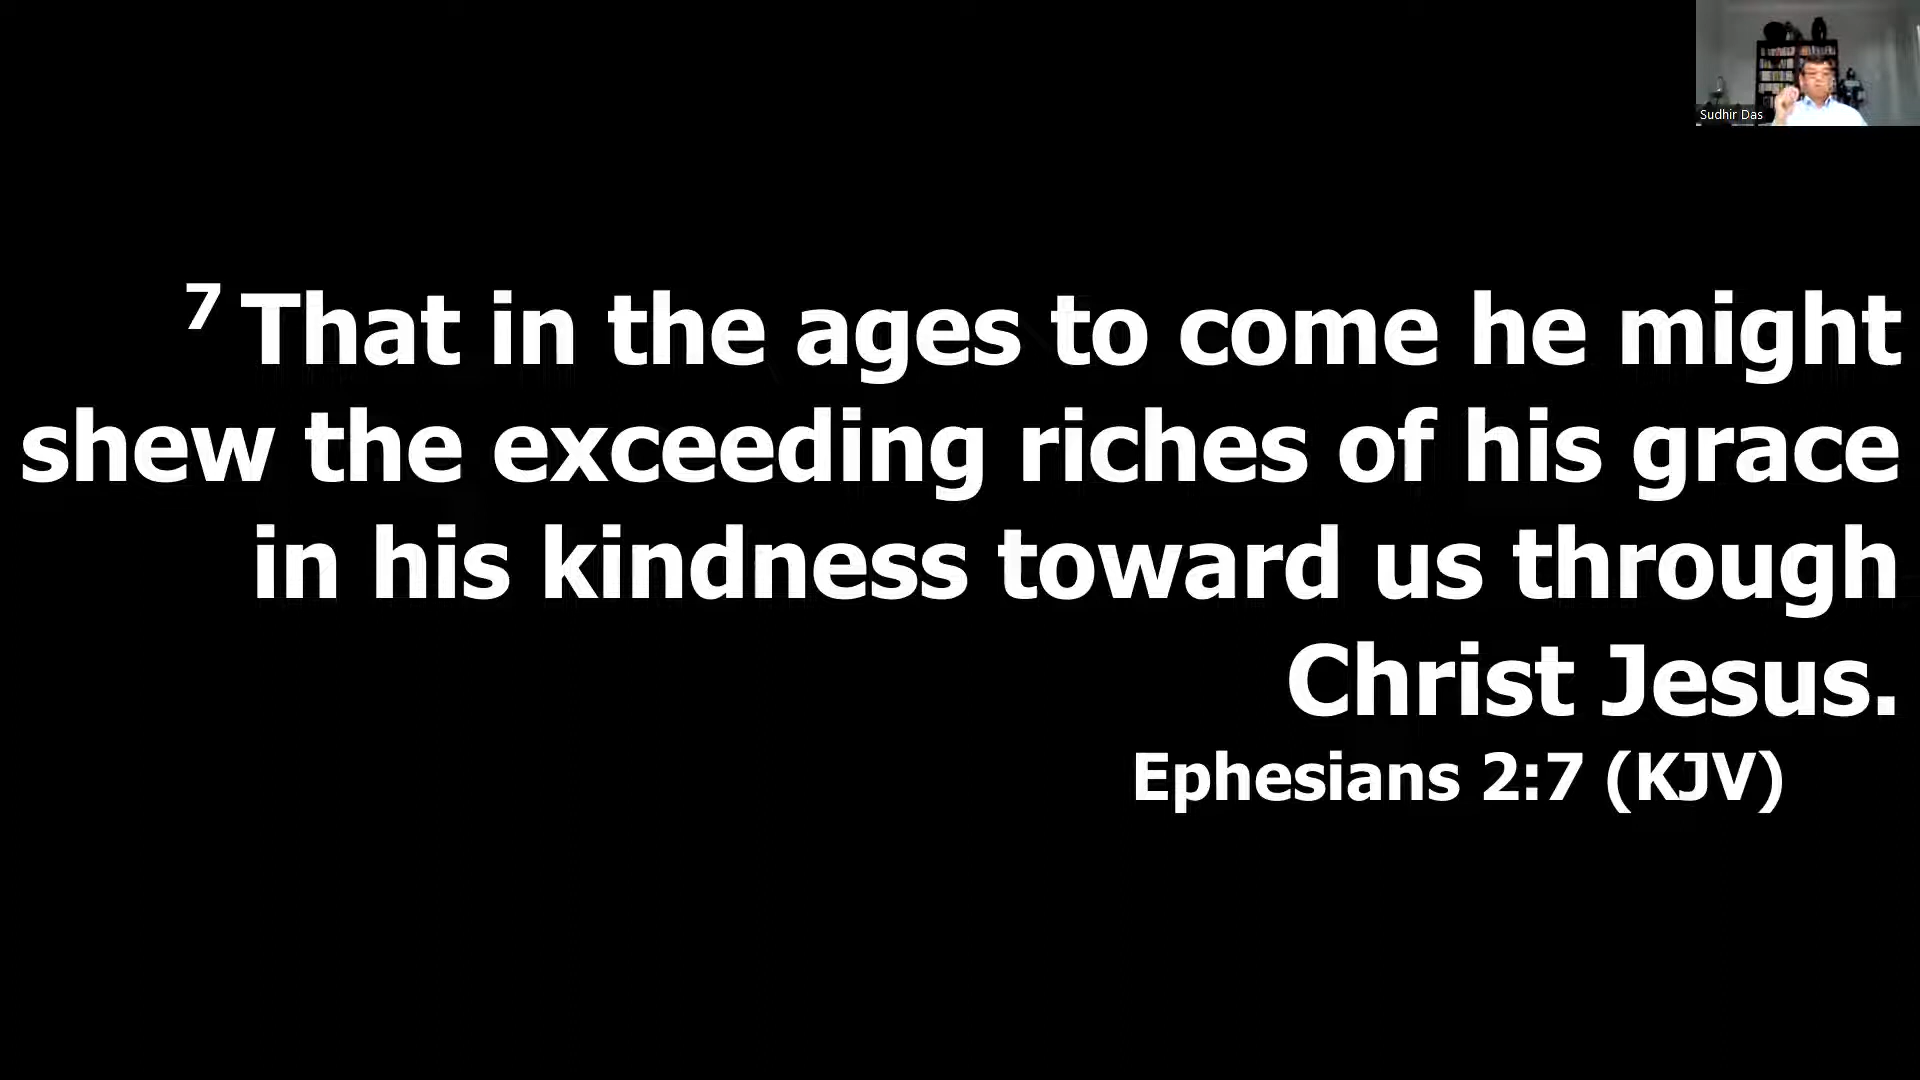 Sudhir Das
7 That in the ages to come he might
shew the exceeding riches of his grace
in his kindness toward us through
Christ Jesus.
Ephesians 2:7 (KJV)